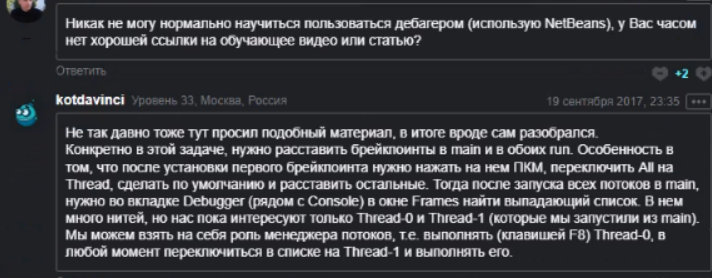 Никак не могу нормально научиться пользоваться дебагером (использую NetBeans), у Вас часом
нет хорошей ссылки на обучающее видео или статью?
Ответить
+2
kotdavinci Уровень 33, Москва, Россия
19 сентября 2017, 23:35
Не так давно тоже тут просил подобный материал, в итоге вроде сам разобрался.
Конкретно в этой задаче, нужно расставить брейкпоинты в main и в обоих run. Особенность в
том, что после установки первого брейкпоинта нужно нажать на нем ПКМ, переключить All на
Thread, сделать по умолчанию и расставить остальные. Тогда после запуска всех потоков в main,
нужно во вкладке Debugger (рядом с Console) в окне Frames найти выпадающий список. В нем
много нитей, но нас пока интересуют только Thread-0 и Thread-1 (которые мы запустили из main).
Мы можем взять на себя роль менеджера потоков, т.е. выполнять (клавишей F8) Thread-0, в
любой момент переключиться в списке на Thread-1 и выполнять его.